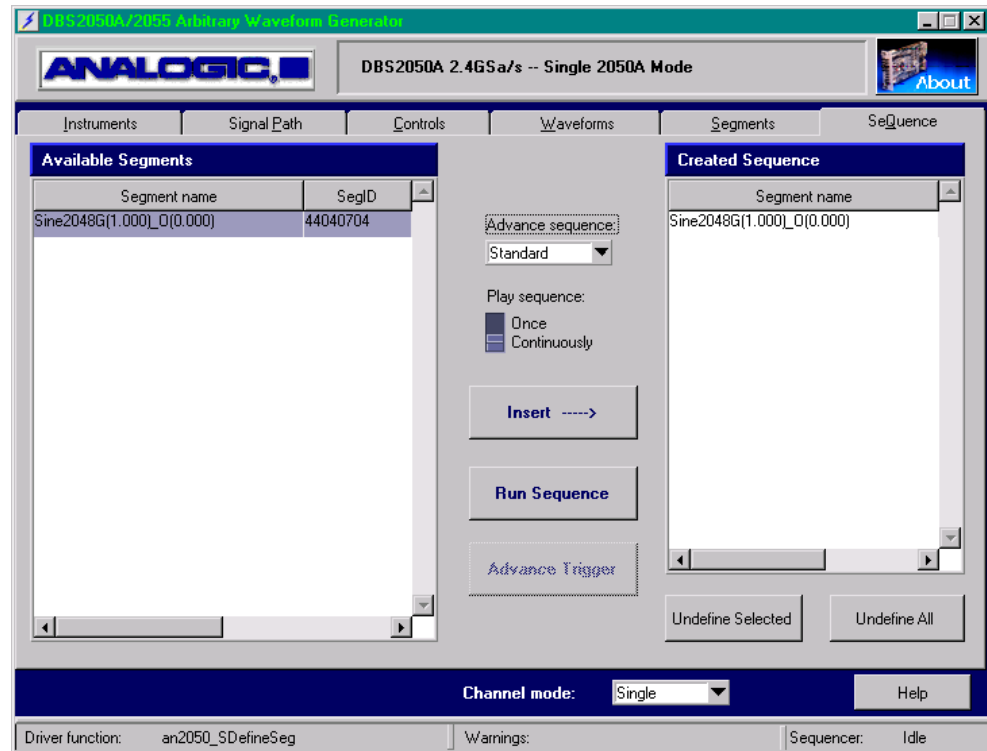 DBS2050A/2055 Arbitrary Waveform Generator
ANALOGIC
DBS2050A 2.4GSa/s -- Single 2050A Mode
About
Instruments
Signal Path
Controls
Waveforms
Segments
SeQuence
Available Segments
Segment name SegID
Sine2048G(1.000)_O(0.000) 44040704
Advance sequence:
Standard
Play sequence:
Once
Continuously
Insert ----->
Run Sequence
Advance Trigger
Created Sequence
Segment name
Sine2048G(1.000)_O(0.000)
Undefine Selected
Undefine All
Channel mode: Single
Help
Driver function: an2050_SDefineSeg
Warnings:
Sequencer: Idle